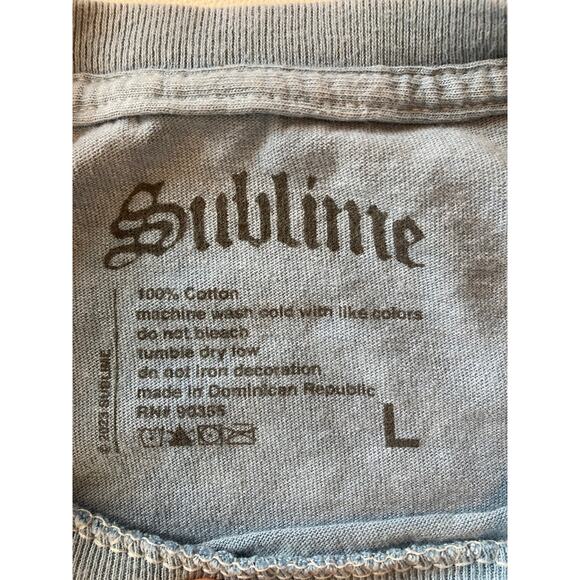 Sublime
100% Cotton
machine wash cold with like colors
do not bleach
tumble dry low
do not iron decoration
made in Dominican Republic
RN# 90355
L
© 2023 SUBLIME